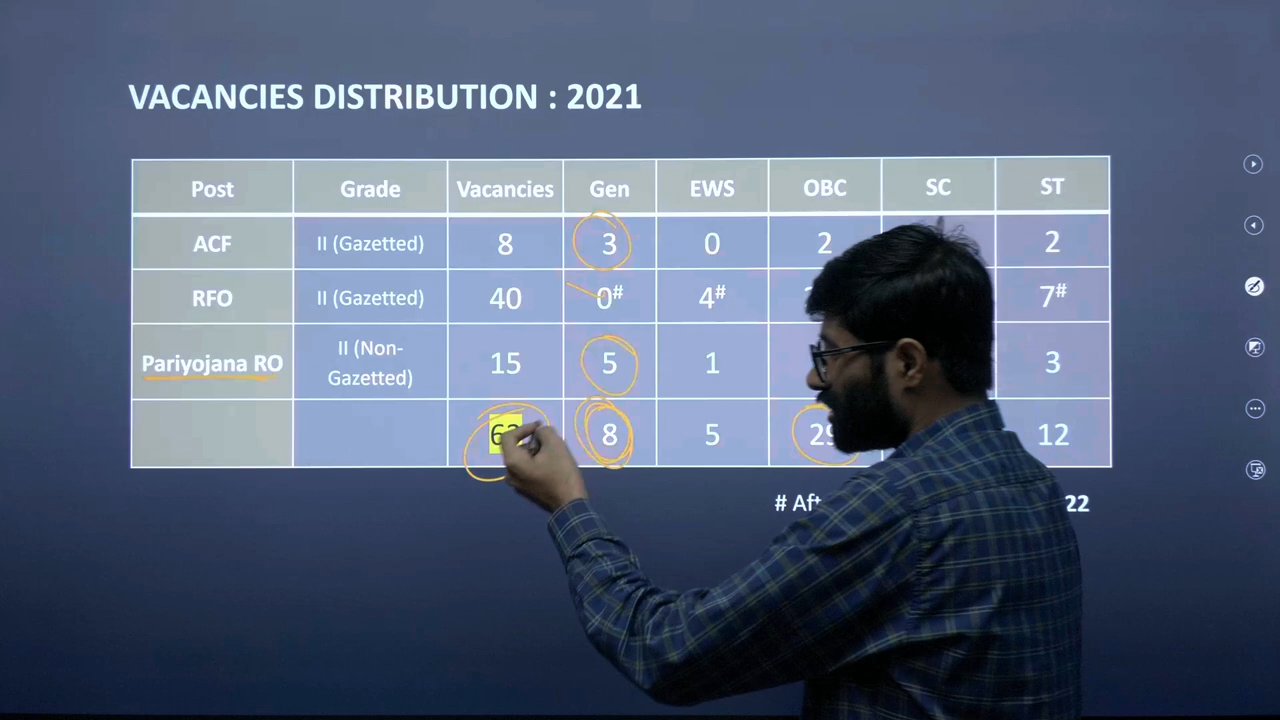 VACANCIES DISTRIBUTION : 2021
Post Grade Vacancies Gen EWS OBC SC ST
ACF II (Gazetted) 8 3 0 2 2
RFO II (Gazetted) 40 0# 4# 7#
Pariyojana RO II (Non-Gazetted) 15 5 1 3
8 5 12
# 22